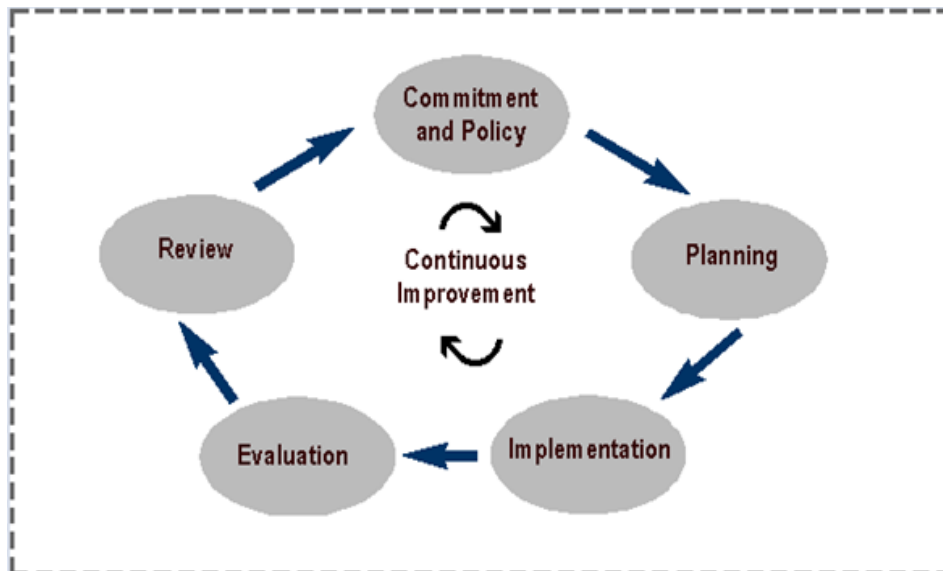 Commitment
and Policy
Planning
Implementation
Evaluation
Review
Continuous
Improvement